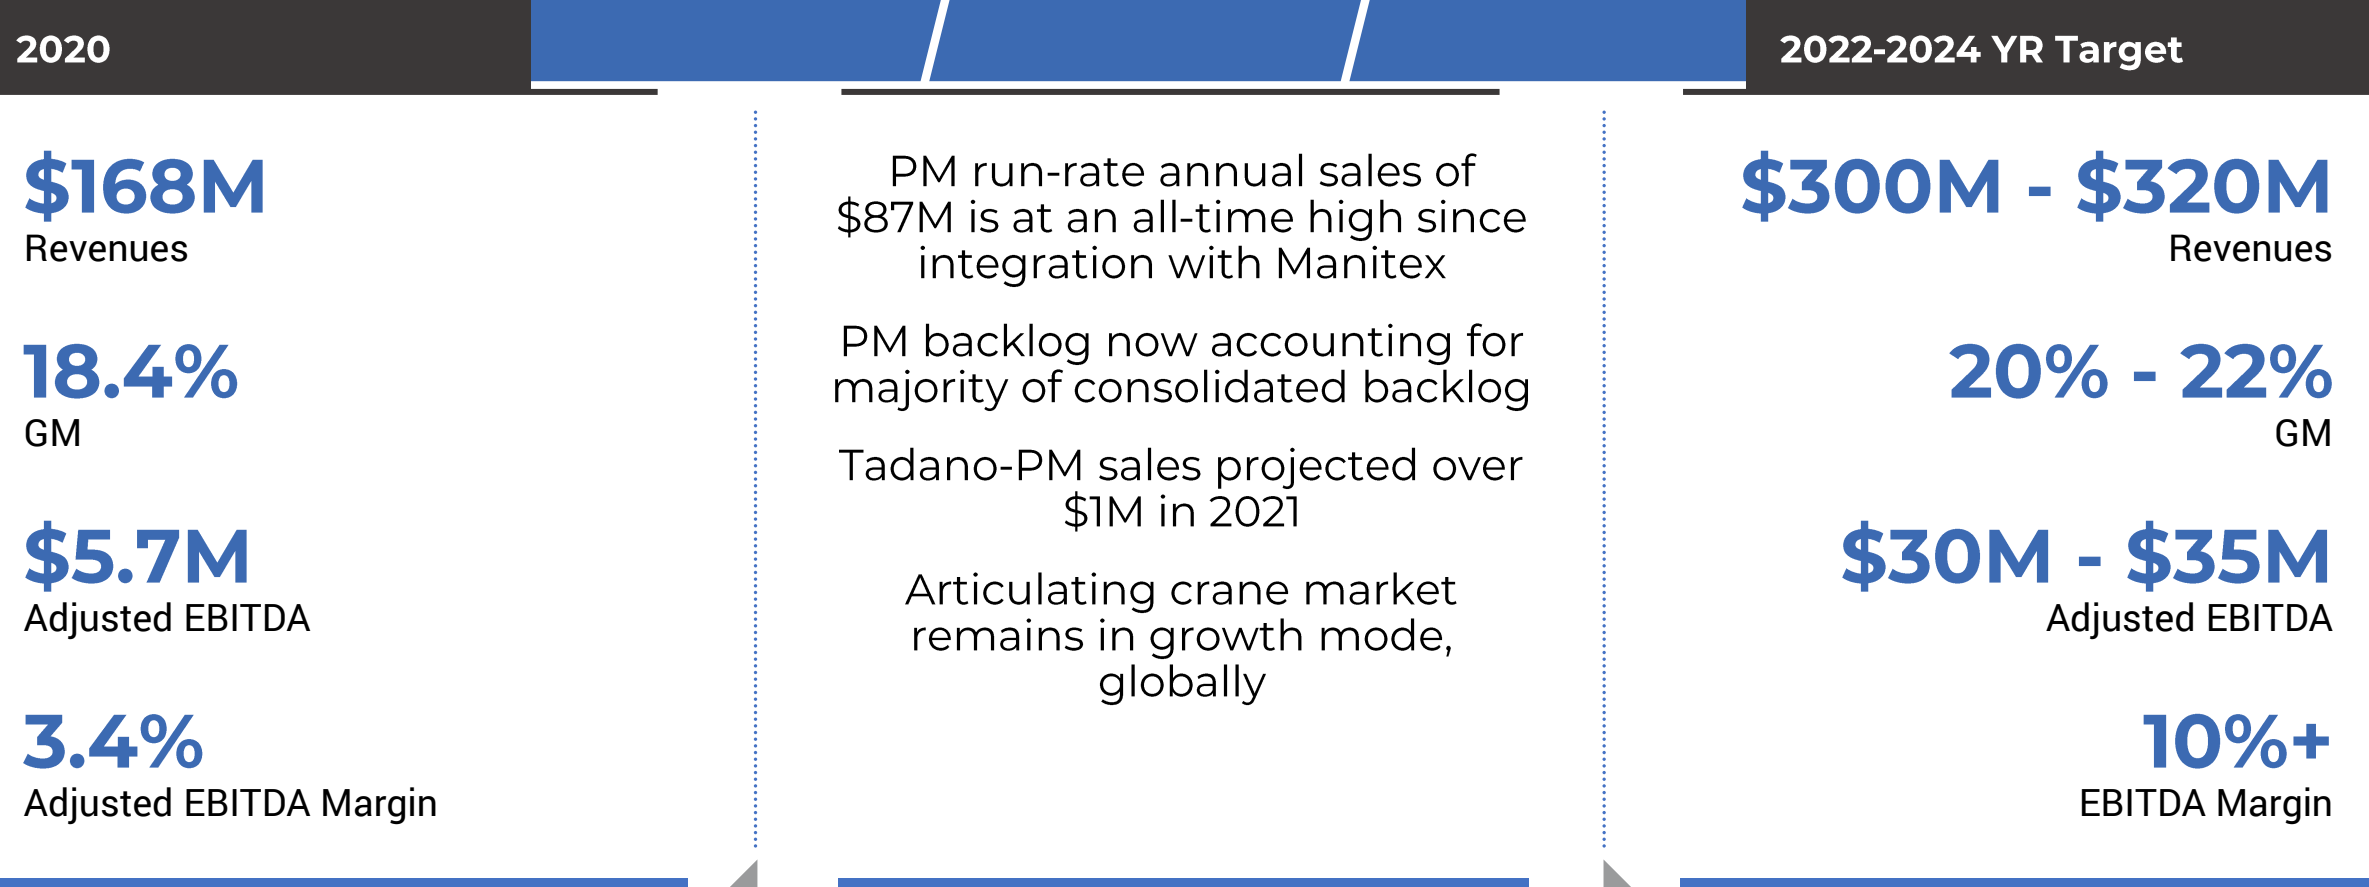 2020
2022-2024 YR Target
$168M
Revenues
18.4%
GM
$5.7M
Adjusted EBITDA
3.4%
Adjusted EBITDA Margin
PM run-rate annual sales of
$87M is at an all-time high since
integration with Manitex
PM backlog now accounting for
majority of consolidated backlog
Tadano-PM sales projected over
$1M in 2021
Articulating crane market
remains in growth mode,
globally
$300M - $320M
Revenues
20% - 22%
GM
$30M - $35M
Adjusted EBITDA
10%+
EBITDA Margin